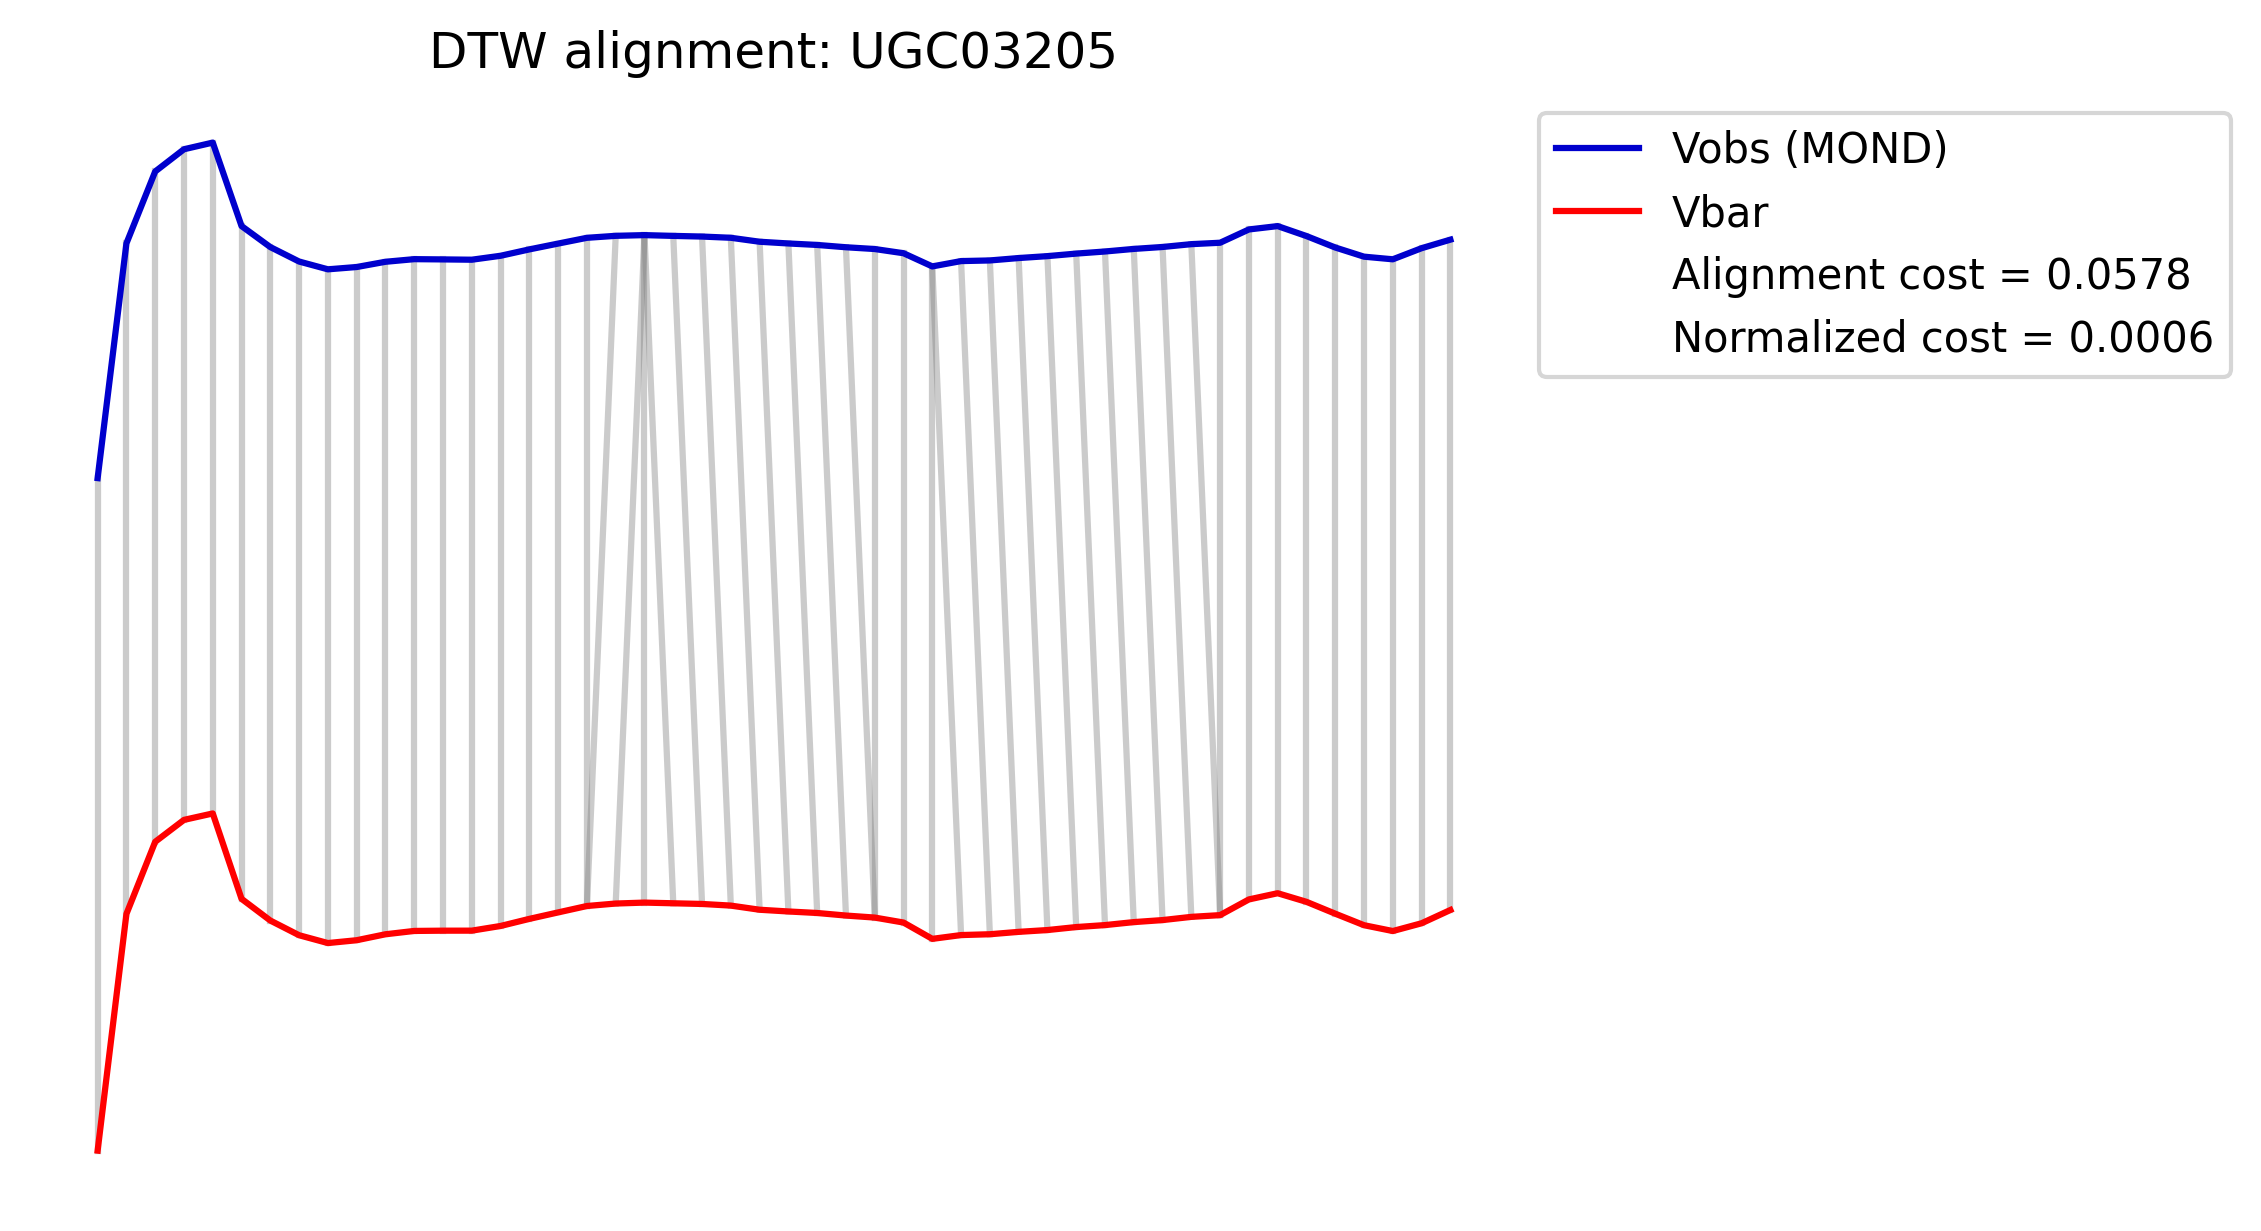 DTW alignment: UGC03205
Vobs (MOND)
Vbar
Alignment cost = 0.0578
Normalized cost = 0.0006